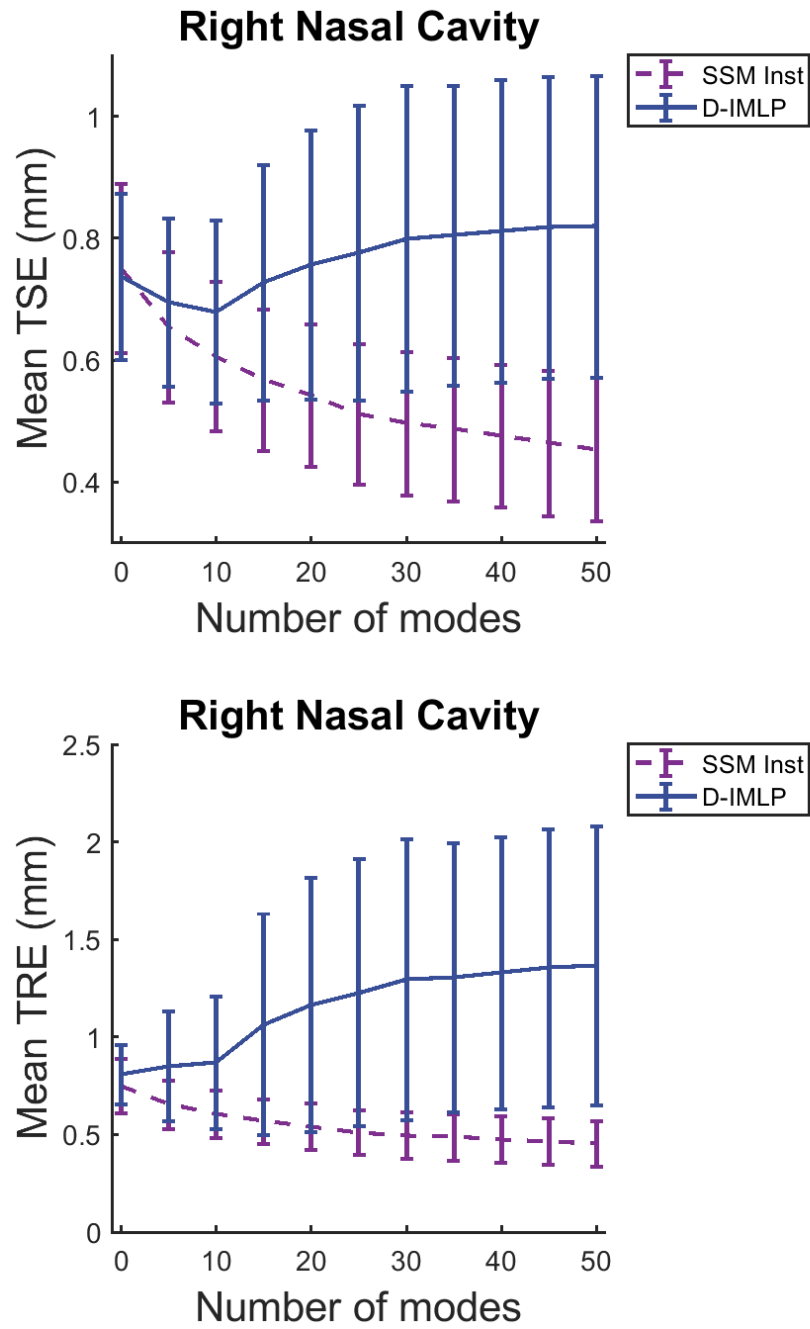 Right Nasal Cavity
SSM Inst
D-IMLP
Mean TSE (mm)
1
0.8
0.6
0.4
0 10 20 30 40 50
Number of modes
Right Nasal Cavity
SSM Inst
D-IMLP
Mean TRE (mm)
2.5
2
1.5
1
0.5
0
0 10 20 30 40 50
Number of modes